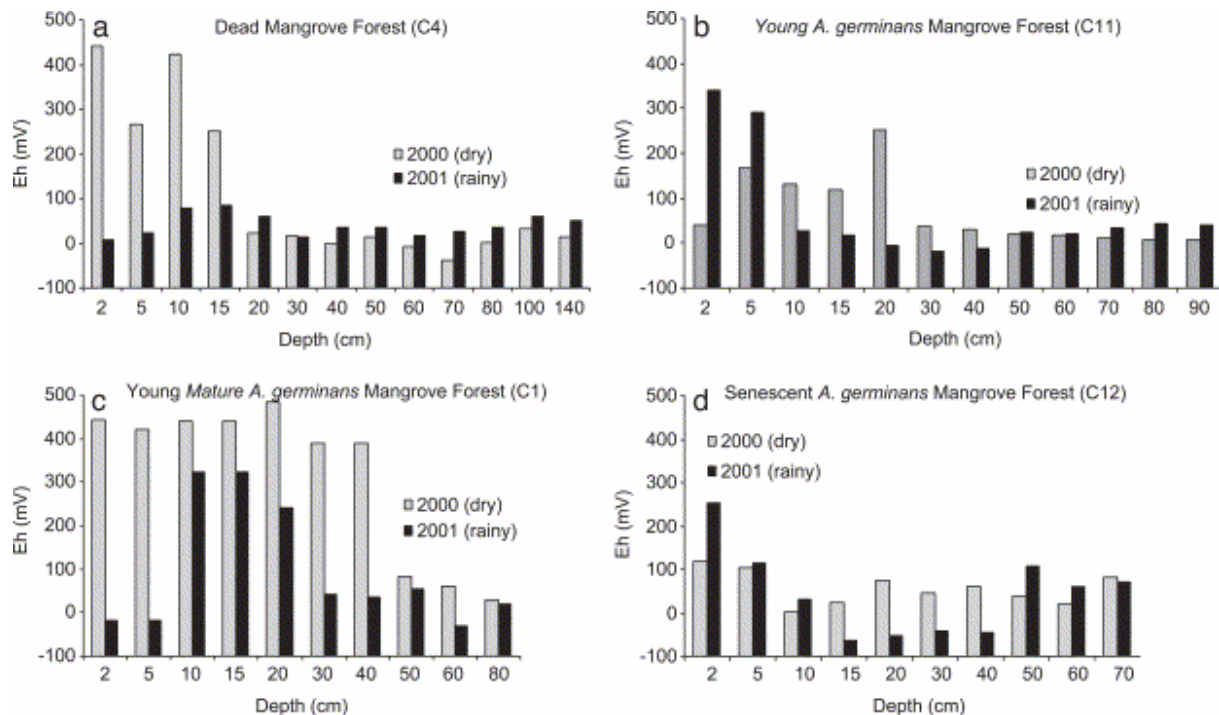 a
Dead Mangrove Forest (C4)
500
400
300
200
100
0
-100
Eh (mV)
2000 (dry)
2001 (rainy)
2 5 10 15 20 30 40 50 60 70 80 100 140
Depth (cm)
b
Young A. germinans Mangrove Forest (C11)
500
400
300
200
100
0
-100
Eh (mV)
2000 (dry)
2001 (rainy)
2 5 10 15 20 30 40 50 60 70 80 90
Depth (cm)
c
Young Mature A. germinans Mangrove Forest (C1)
500
400
300
200
100
0
-100
Eh (mV)
2000 (dry)
2001 (rainy)
2 5 10 15 20 30 40 50 60 80
Depth (cm)
d
Senescent A. germinans Mangrove Forest (C12)
500
400
300
200
100
0
-100
Eh (mV)
2000 (dry)
2001 (rainy)
2 5 10 15 20 30 40 50 60 70
Depth (cm)